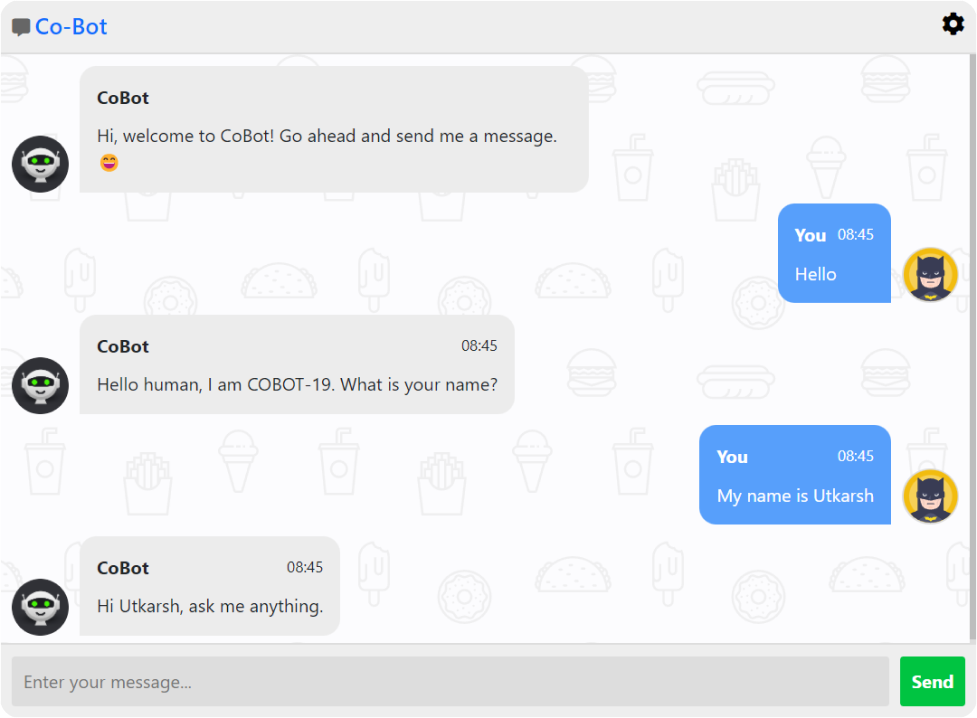 Co-Bot
CoBot
Hi, welcome to CoBot! Go ahead and send me a message.
😄
You 08:45
Hello
CoBot 08:45
Hello human, I am COBOT-19. What is your name?
You 08:45
My name is Utkarsh
CoBot 08:45
Hi Utkarsh, ask me anything.
Enter your message...
Send